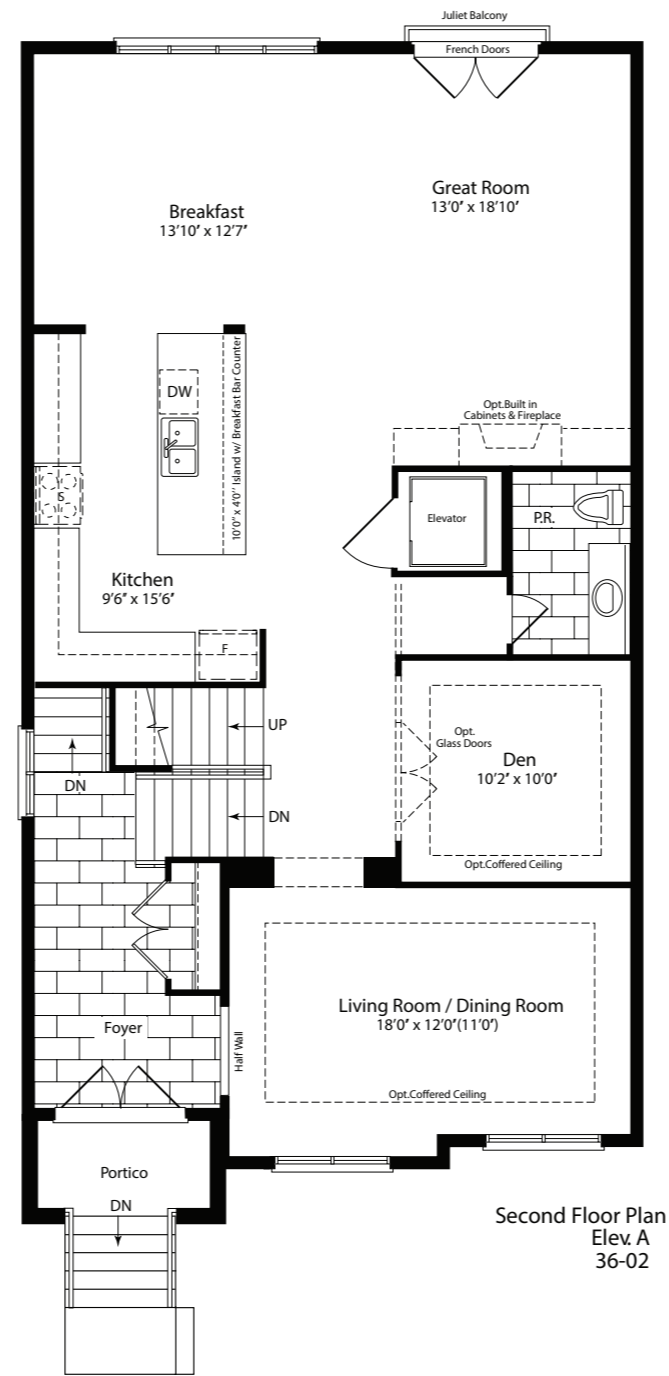 Juliet Balcony
French Doors
Great Room
13'0" x 18'10"
Breakfast
13'10" x 12'7"
DW
10'0" x 4'0" Island w/ Breakfast Bar Counter
Opt.Built in
Cabinets & Fireplace
S
Elevator
P.R.
Kitchen
9'6" x 15'6"
F
UP
DN
DN
Opt.
Glass Doors
Den
10'2" x 10'0"
Opt.Coffered Ceiling
Living Room / Dining Room
18'0" x 12'0"(11'0")
Foyer
Half Wall
Opt.Coffered Ceiling
Portico
DN
Second Floor Plan
Elev. A
36-02